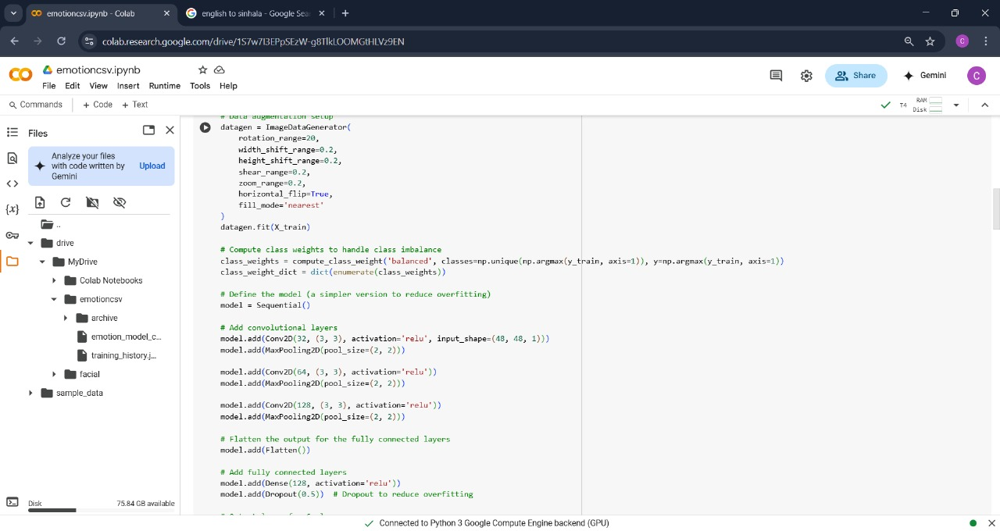 emotioncsv.ipynb - Colab
english to sinhala - Google Sea
colab.research.google.com/drive/1S7w7I3EPpSEzW-g8TlkLOOMGtHLVz9EN
C
emotioncsv.ipynb
File Edit View Insert Runtime Tools Help
Share
Gemini
C
Commands
+ Code + Text
T4
RAM
Disk
Files
Analyze your files
with code written by
Gemini
Upload
..
drive
MyDrive
Colab Notebooks
emotioncsv
archive
emotion_model_c...
training_history.j...
facial
sample_data
Disk
75.84 GB available
# Data augmentation setup
datagen = ImageDataGenerator(
    rotation_range=20,
    width_shift_range=0.2,
    height_shift_range=0.2,
    shear_range=0.2,
    zoom_range=0.2,
    horizontal_flip=True,
    fill_mode='nearest'
)
datagen.fit(X_train)
# Compute class weights to handle class imbalance
class_weights = compute_class_weight('balanced', classes=np.unique(np.argmax(y_train, axis=1)), y=np.argmax(y_train, axis=1))
class_weight_dict = dict(enumerate(class_weights))
# Define the model (a simpler version to reduce overfitting)
model = Sequential()
# Add convolutional layers
model.add(Conv2D(32, (3, 3), activation='relu', input_shape=(48, 48, 1)))
model.add(MaxPooling2D(pool_size=(2, 2)))
model.add(Conv2D(64, (3, 3), activation='relu'))
model.add(MaxPooling2D(pool_size=(2, 2)))
model.add(Conv2D(128, (3, 3), activation='relu'))
model.add(MaxPooling2D(pool_size=(2, 2)))
# Flatten the output for the fully connected layers
model.add(Flatten())
# Add fully connected layers
model.add(Dense(128, activation='relu'))
model.add(Dropout(0.5))  # Dropout to reduce overfitting
Connected to Python 3 Google Compute Engine backend (GPU)